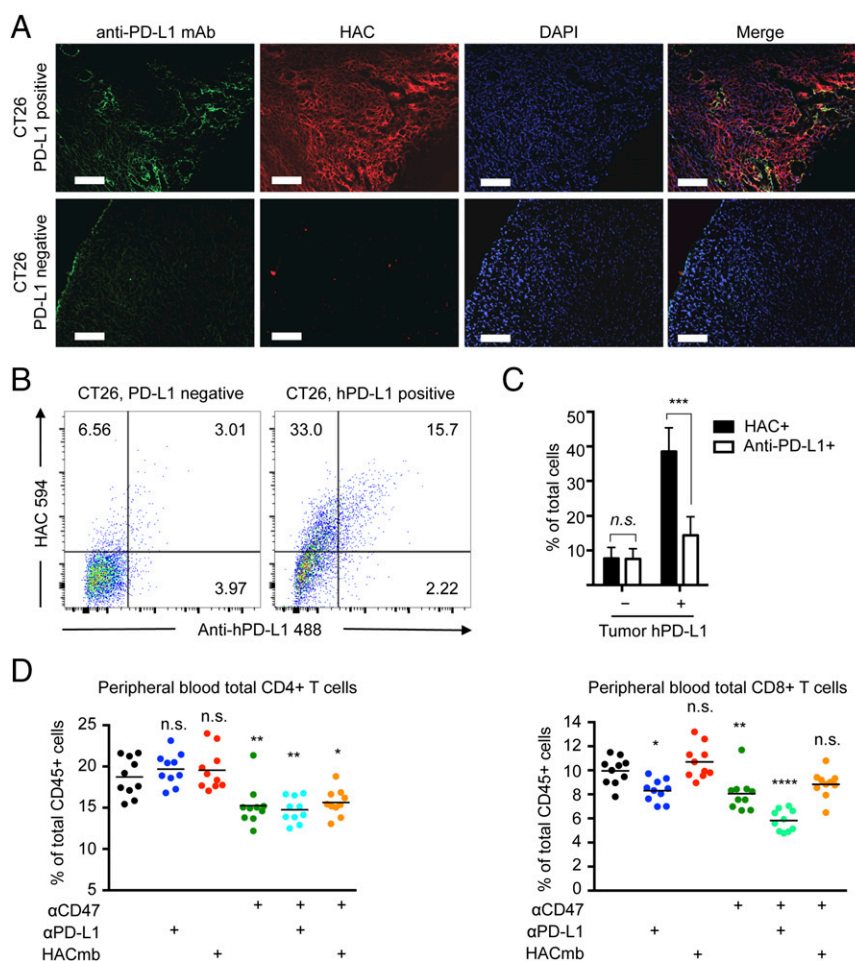 A
anti-PD-L1 mAb HAC DAPI Merge
CT26
PD-L1 positive
CT26
PD-L1 negative
B
CT26, PD-L1 negative CT26, hPD-L1 positive
6.56 3.01 33.0 15.7
HAC 594
3.97 2.22
Anti-hPD-L1 488
C
***
HAC+
Anti-PD-L1+
n.s.
% of total cells
50
40
30
20
10
– +
Tumor hPD-L1
D
Peripheral blood total CD4+ T cells
n.s. n.s. ** ** *
% of total CD45+ cells
25
20
15
10
5
αCD47 + + +
αPD-L1 + +
HACmb + +
Peripheral blood total CD8+ T cells
* n.s. ** **** n.s.
% of total CD45+ cells
14
12
10
8
6
4
2
0
αCD47 + + +
αPD-L1 + +
HACmb + +